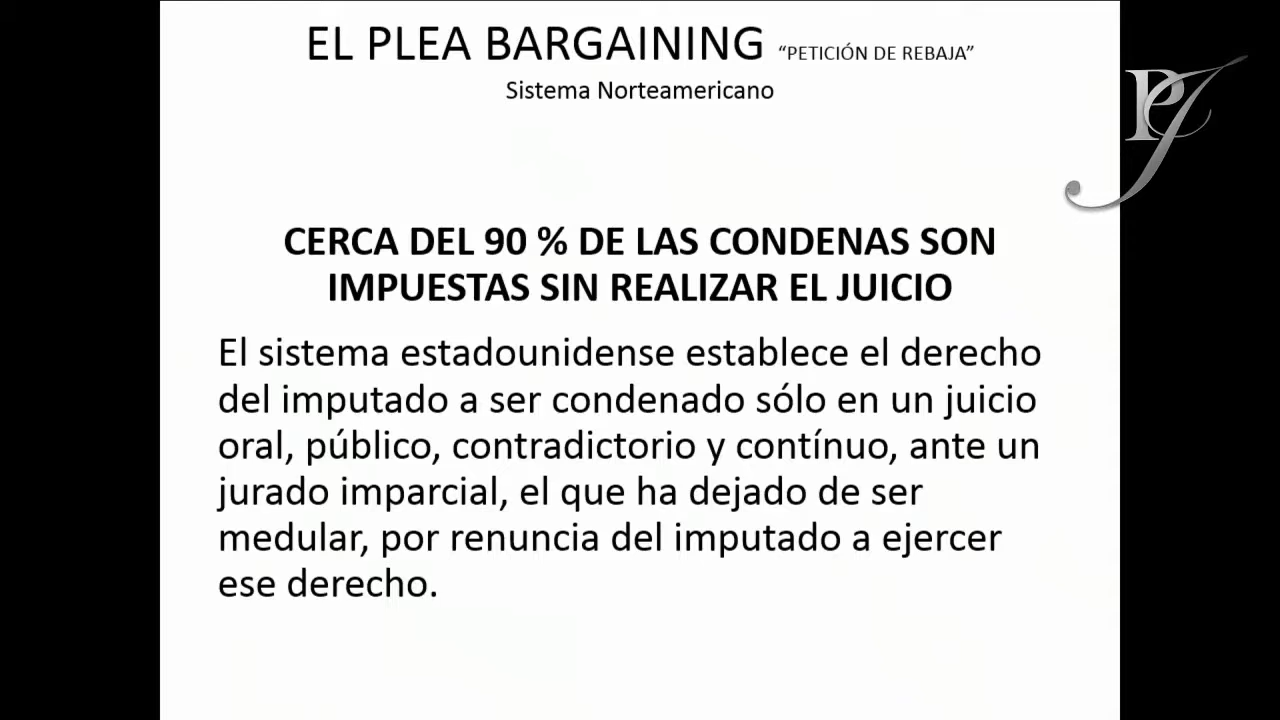 EL PLEA BARGAINING “PETICIÓN DE REBAJA”
Sistema Norteamericano
PJ
CERCA DEL 90 % DE LAS CONDENAS SON
IMPUESTAS SIN REALIZAR EL JUICIO
El sistema estadounidense establece el derecho
del imputado a ser condenado sólo en un juicio
oral, público, contradictorio y contínuo, ante un
jurado imparcial, el que ha dejado de ser
medular, por renuncia del imputado a ejercer
ese derecho.